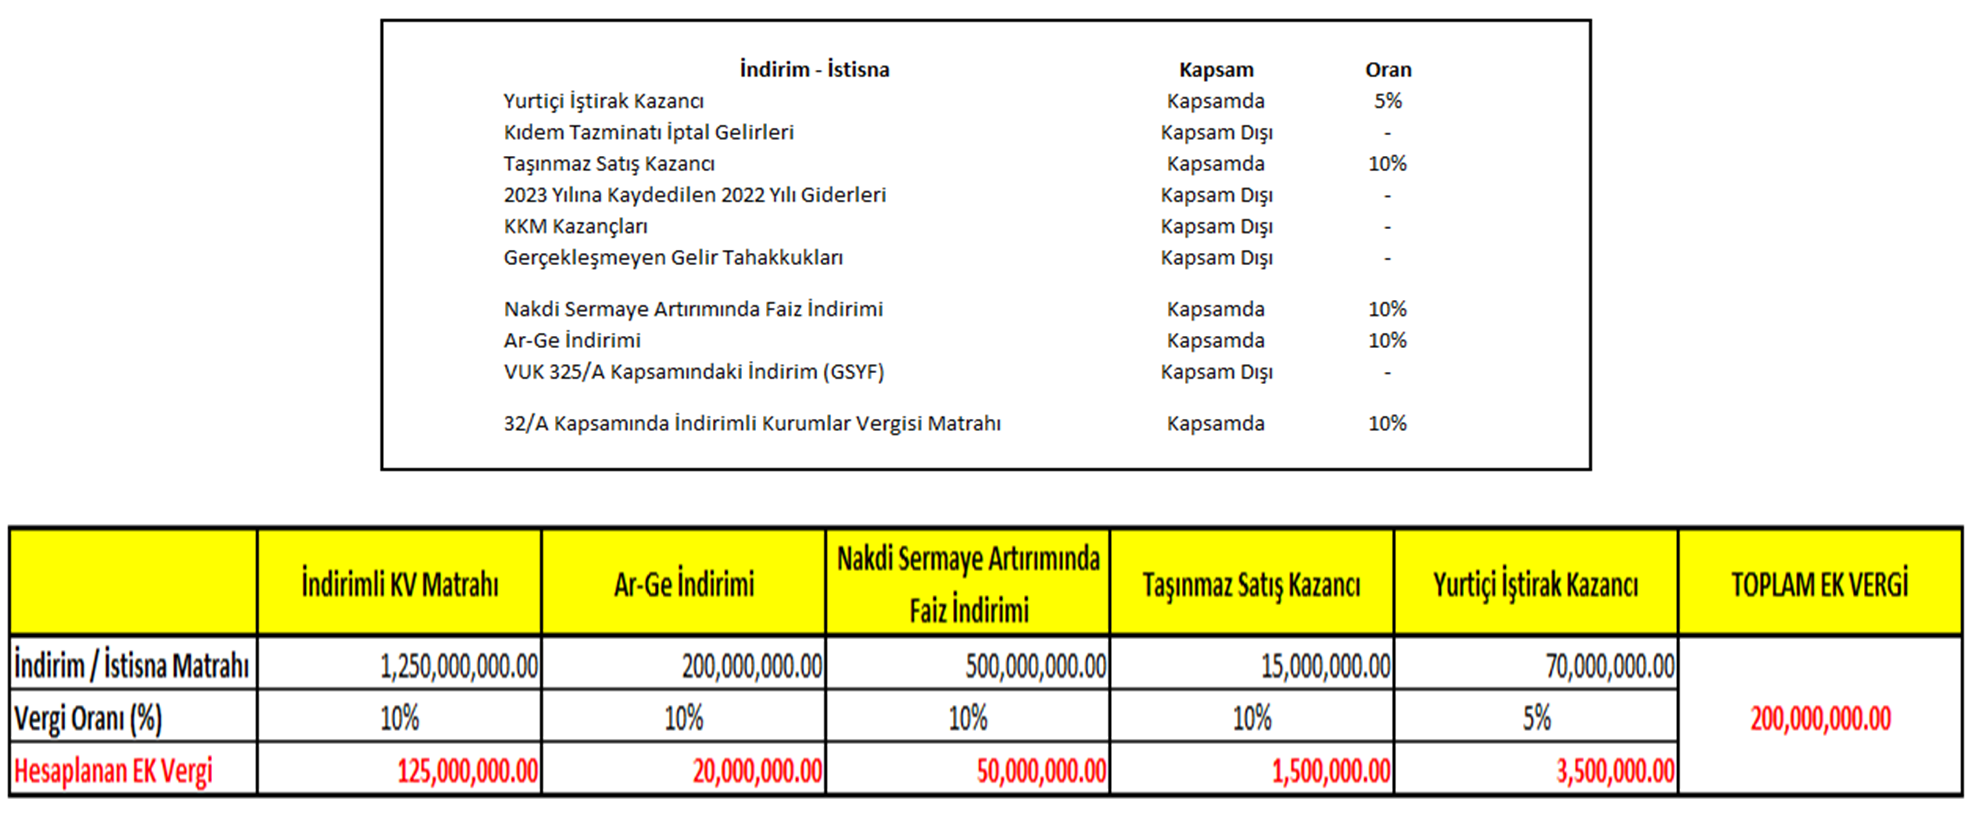 İndirim - İstisna Kapsam Oran
Yurtiçi İştirak Kazancı Kapsamda 5%
Kıdem Tazminatı İptal Gelirleri Kapsam Dışı -
Taşınmaz Satış Kazancı Kapsamda 10%
2023 Yılına Kaydedilen 2022 Yılı Giderleri Kapsam Dışı -
KKM Kazançları Kapsam Dışı -
Gerçekleşmeyen Gelir Tahakkukları Kapsam Dışı -
Nakdi Sermaye Artırımında Faiz İndirimi Kapsamda 10%
Ar-Ge İndirimi Kapsamda 10%
VUK 325/A Kapsamındaki İndirim (GSYF) Kapsam Dışı -
32/A Kapsamında İndirimli Kurumlar Vergisi Matrahı Kapsamda 10%
İndirimli KV Matrahı Ar-Ge İndirimi Nakdi Sermaye Artırımında Faiz İndirimi Taşınmaz Satış Kazancı Yurtiçi İştirak Kazancı TOPLAM EK VERGİ
İndirim / İstisna Matrahı 1,250,000,000.00 200,000,000.00 500,000,000.00 15,000,000.00 70,000,000.00
Vergi Oranı (%) 10% 10% 10% 10% 5% 200,000,000.00
Hesaplanan EK Vergi 125,000,000.00 20,000,000.00 50,000,000.00 1,500,000.00 3,500,000.00